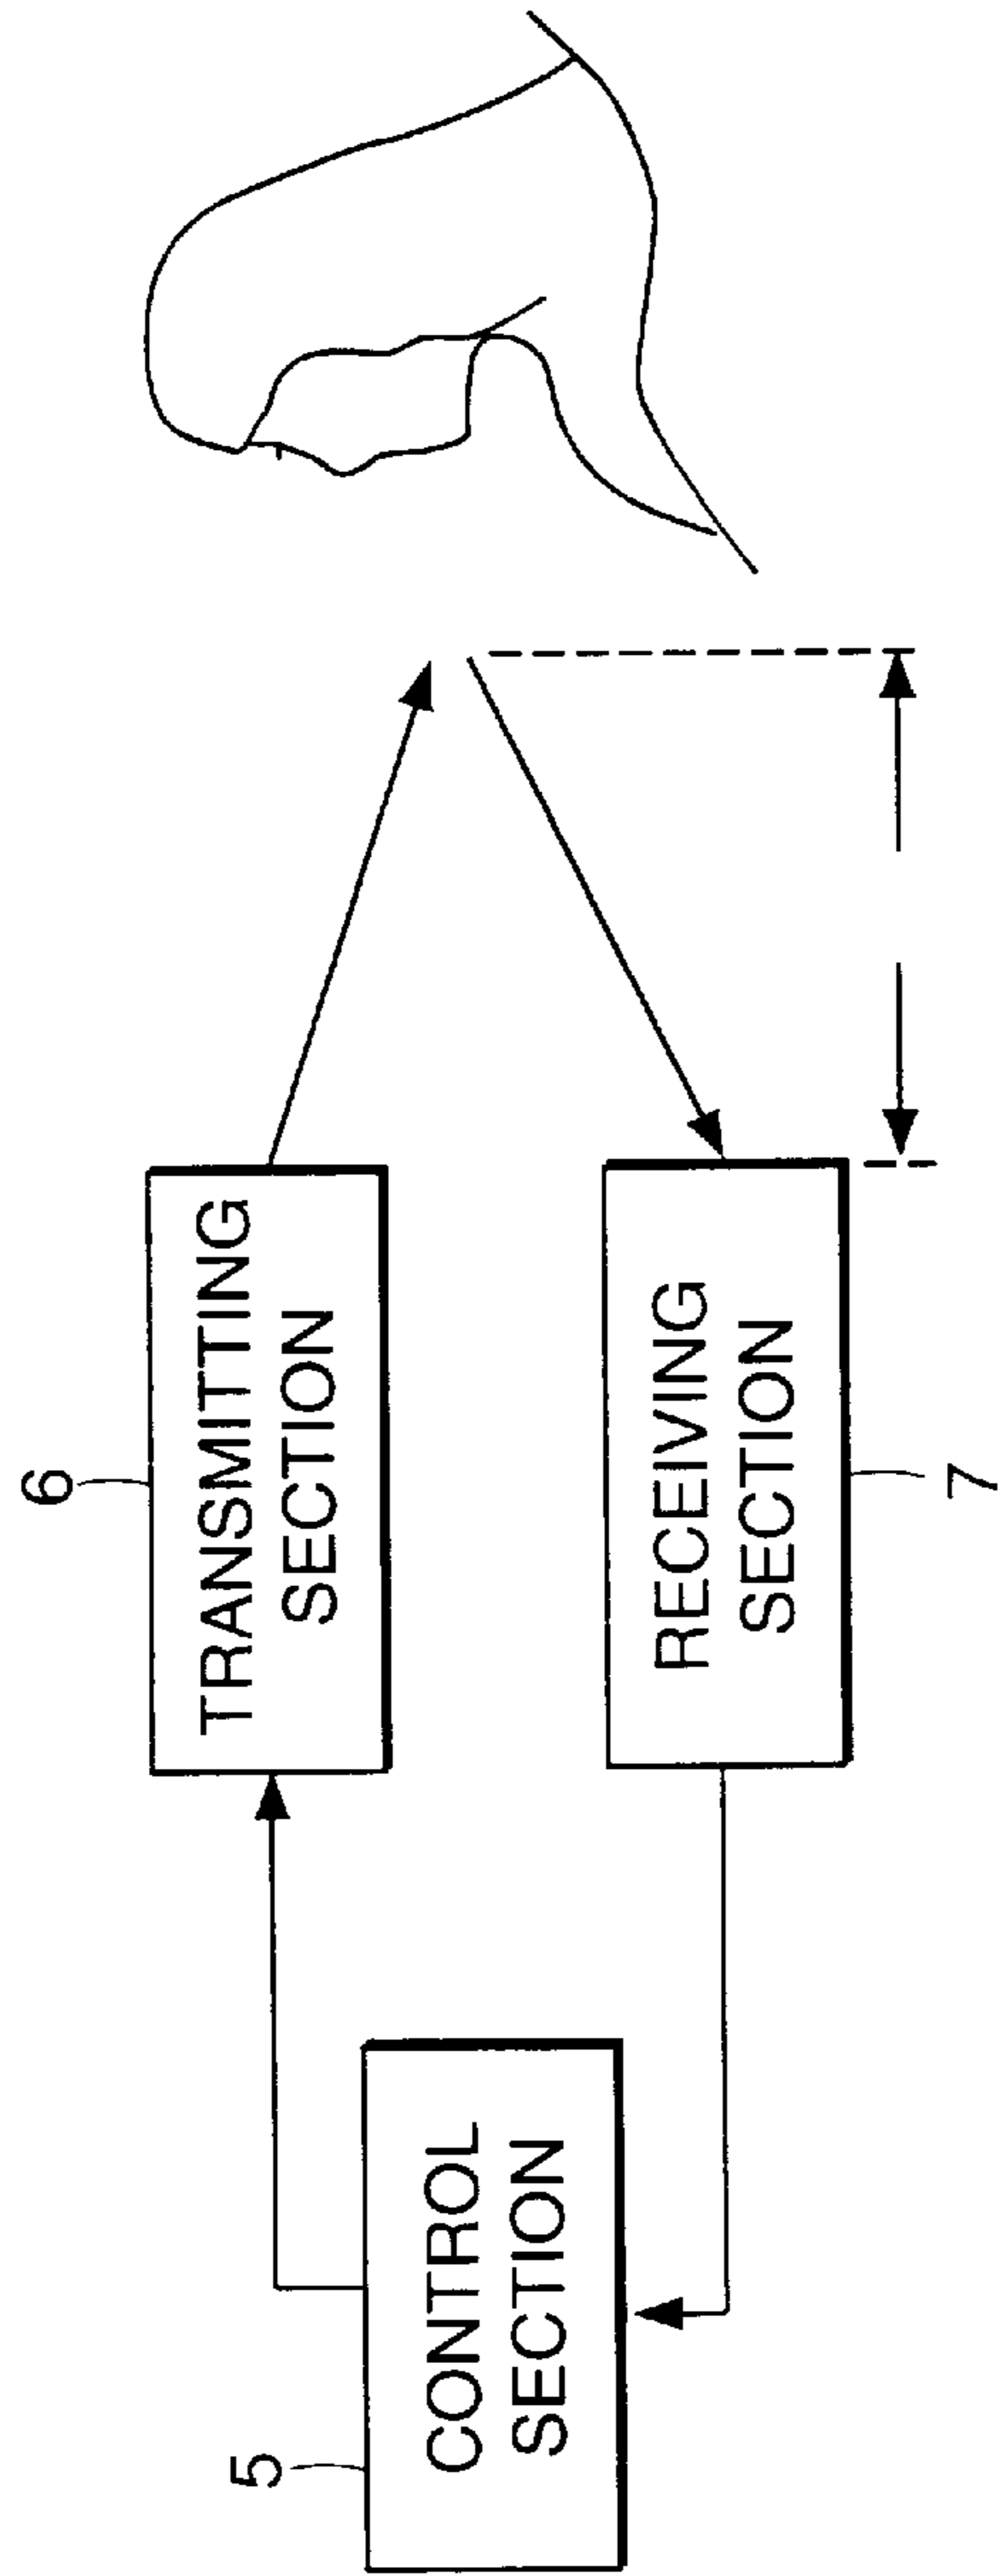 6
TRANSMITTING
SECTION
5
CONTROL
SECTION
RECEIVING
SECTION
7